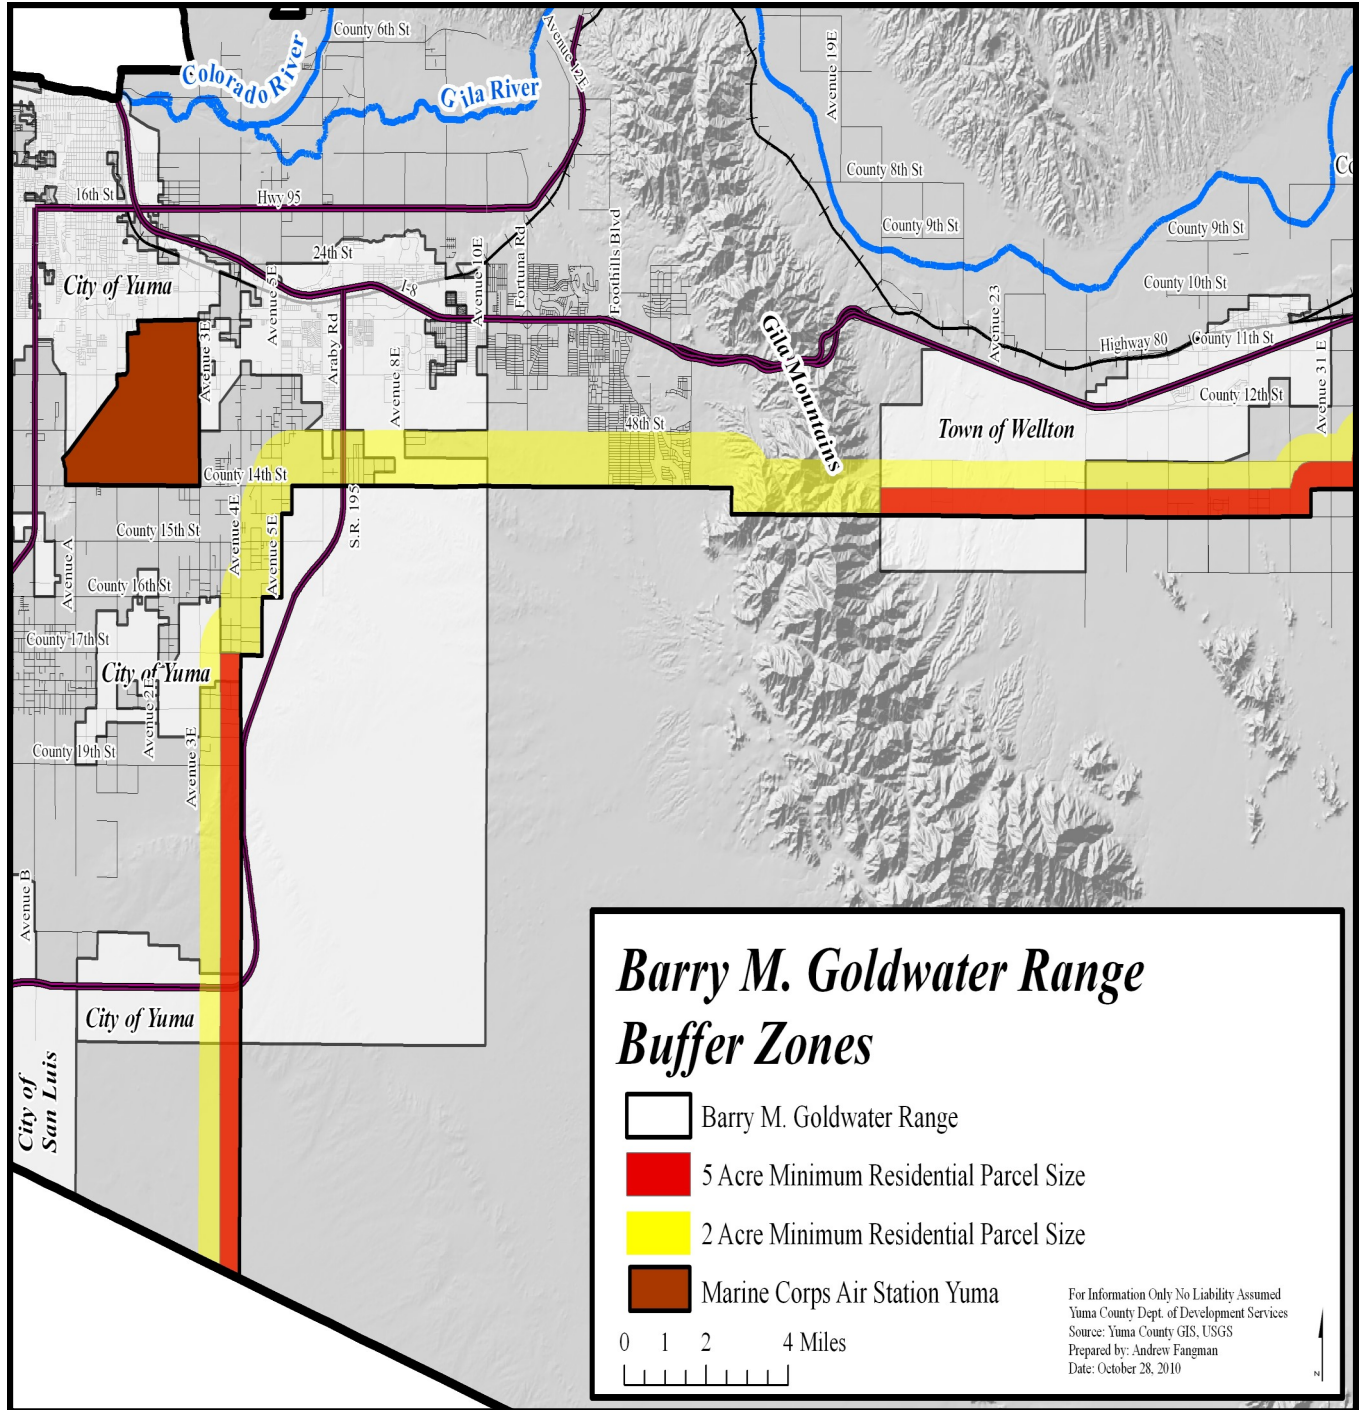 County 6th St
Avenue 12E
Avenue 19E
Colorado River
Gila River
County 8th St
Co
16th St
Hwy 95
County 9th St
County 9th St
24th St
Avenue 10E
Fortuna Rd
Foothills Blvd
City of Yuma
Avenue 5E
I-8
County 10th St
Avenue 3E
Araby Rd
Avenue 8E
Gila Mountains
Avenue 23
Highway 80
County 11th St
Avenue 31 E
County 12th St
48th St
Town of Wellton
County 14th St
Avenue 4E
S.R. 195
County 15th St
Avenue 5E
Avenue A
County 16th St
County 17th St
City of Yuma
Avenue 2E
County 19th St
Avenue 3E
Avenue B
City of Yuma
City of
San Luis
Barry M. Goldwater Range
Buffer Zones
Barry M. Goldwater Range
5 Acre Minimum Residential Parcel Size
2 Acre Minimum Residential Parcel Size
Marine Corps Air Station Yuma
0 1 2 4 Miles
For Information Only No Liability Assumed
Yuma County Dept. of Development Services
Source: Yuma County GIS, USGS
Prepared by: Andrew Fangman
Date: October 28, 2010
N